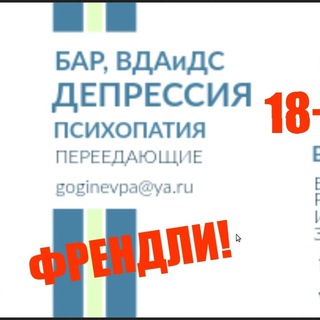 БАР, ВДАиДС
ДЕПРЕССИЯ
ПСИХОПАТИЯ
ПЕРЕЕДАЮЩИЕ
goginevpa@ya.ru
ФРЕНДЛИ!
18-